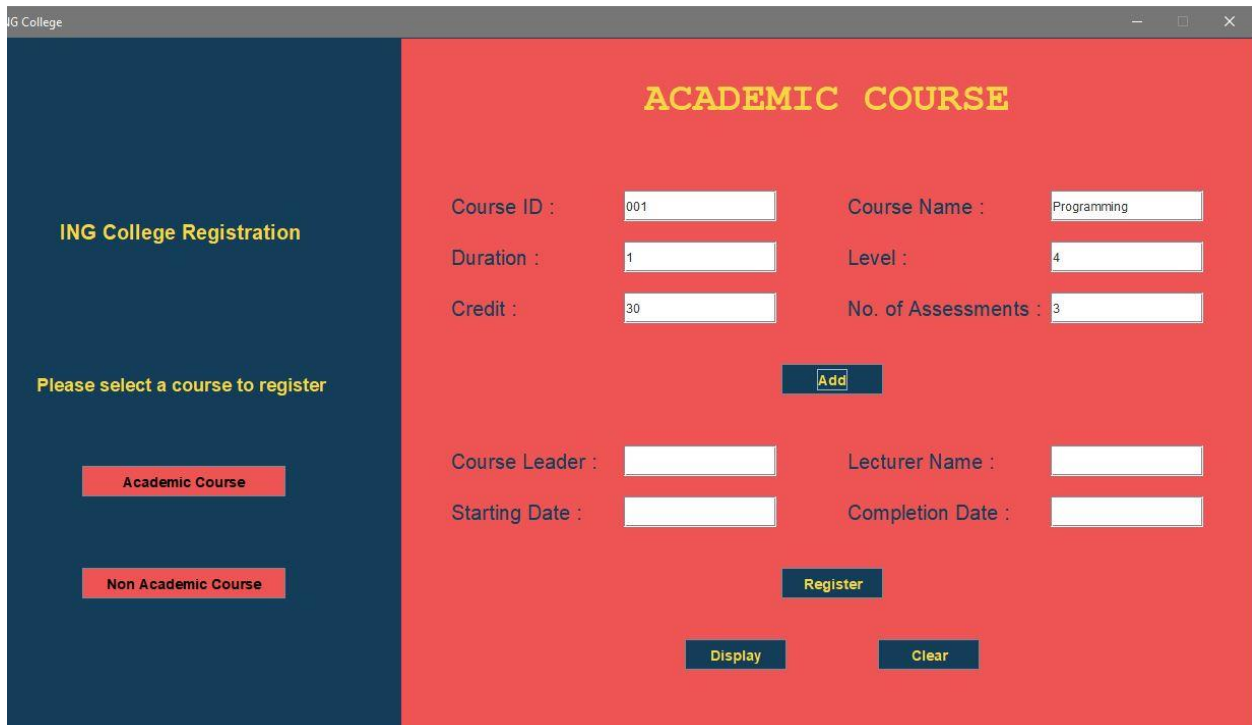 NG College
ACADEMIC COURSE
ING College Registration
Please select a course to register
Academic Course
Non Academic Course
Course ID : 001 Course Name : Programming
Duration : 1 Level : 4
Credit : 30 No. of Assessments : 3
Add
Course Leader : Lecturer Name :
Starting Date : Completion Date :
Register
Display Clear